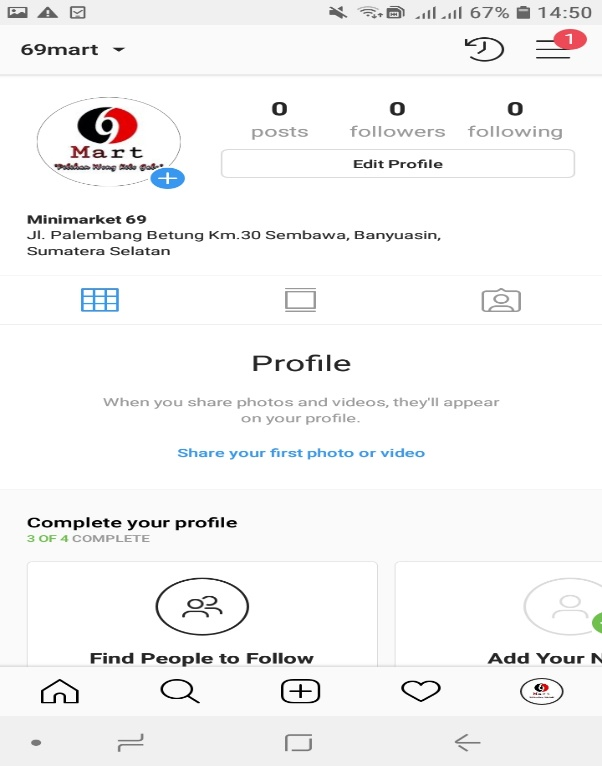 67% 14:50
69mart
1
0 0 0
posts followers following
Edit Profile
69
Mart
Minimarket 69
Jl. Palembang Betung Km.30 Sembawa, Banyuasin,
Sumatera Selatan
Profile
When you share photos and videos, they'll appear
on your profile.
Share your first photo or video
Complete your profile
3 OF 4 COMPLETE
Find People to Follow
Add Your N